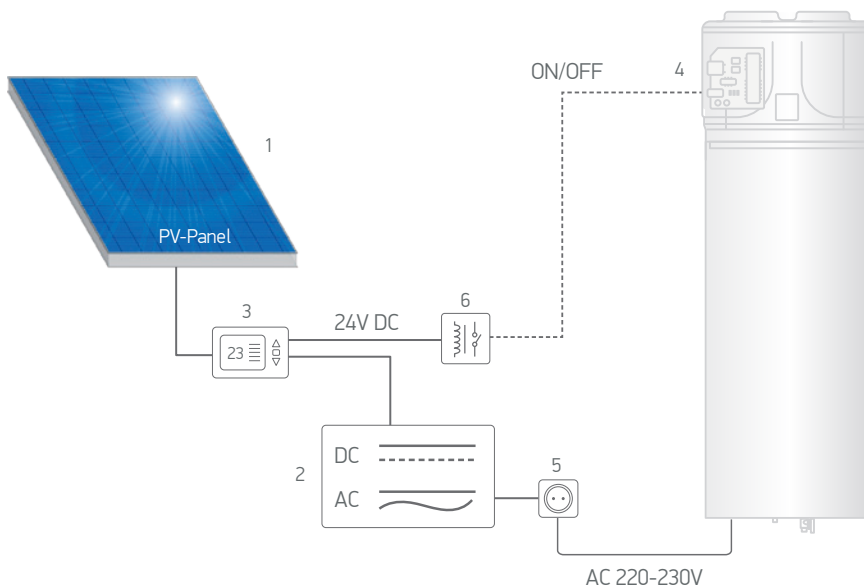 ON/OFF
4
1
PV-Panel
6
3
24V DC
23
DC
5
2
AC
AC 220-230V